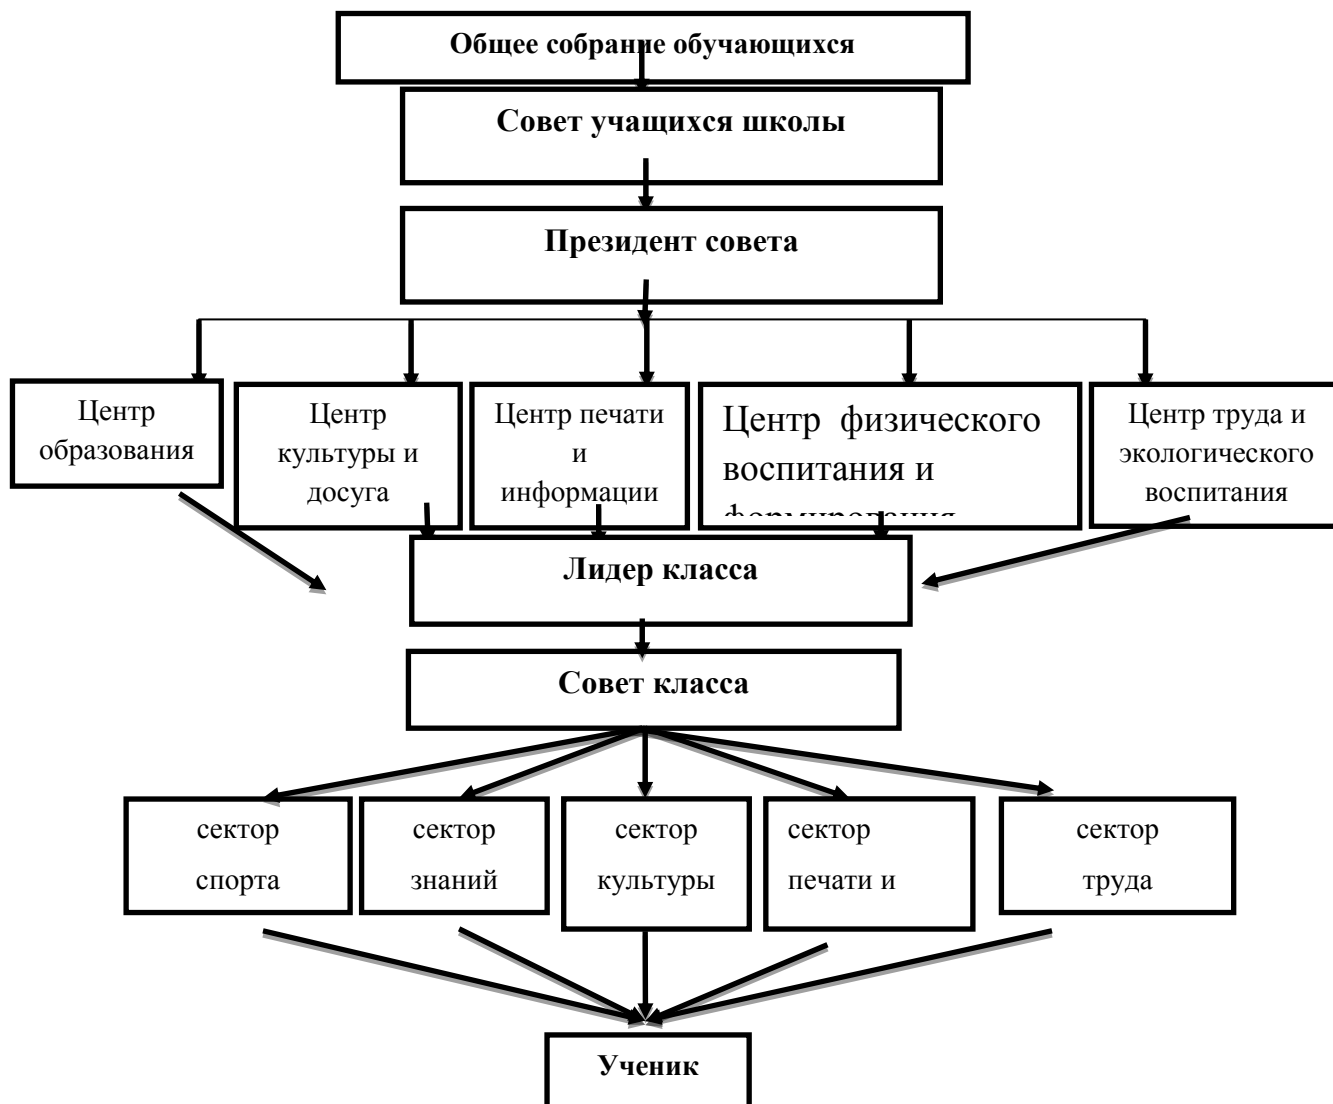 Общее собрание обучающихся
Совет учащихся школы
Президент совета
Центр
образования
Центр
культуры и
досуга
Центр печати
и
информации
Центр физического
воспитания и
Центр труда и
экологического
воспитания
Лидер класса
Совет класса
сектор
спорта
сектор
знаний
сектор
культуры
сектор
печати и
сектор
труда
Ученик